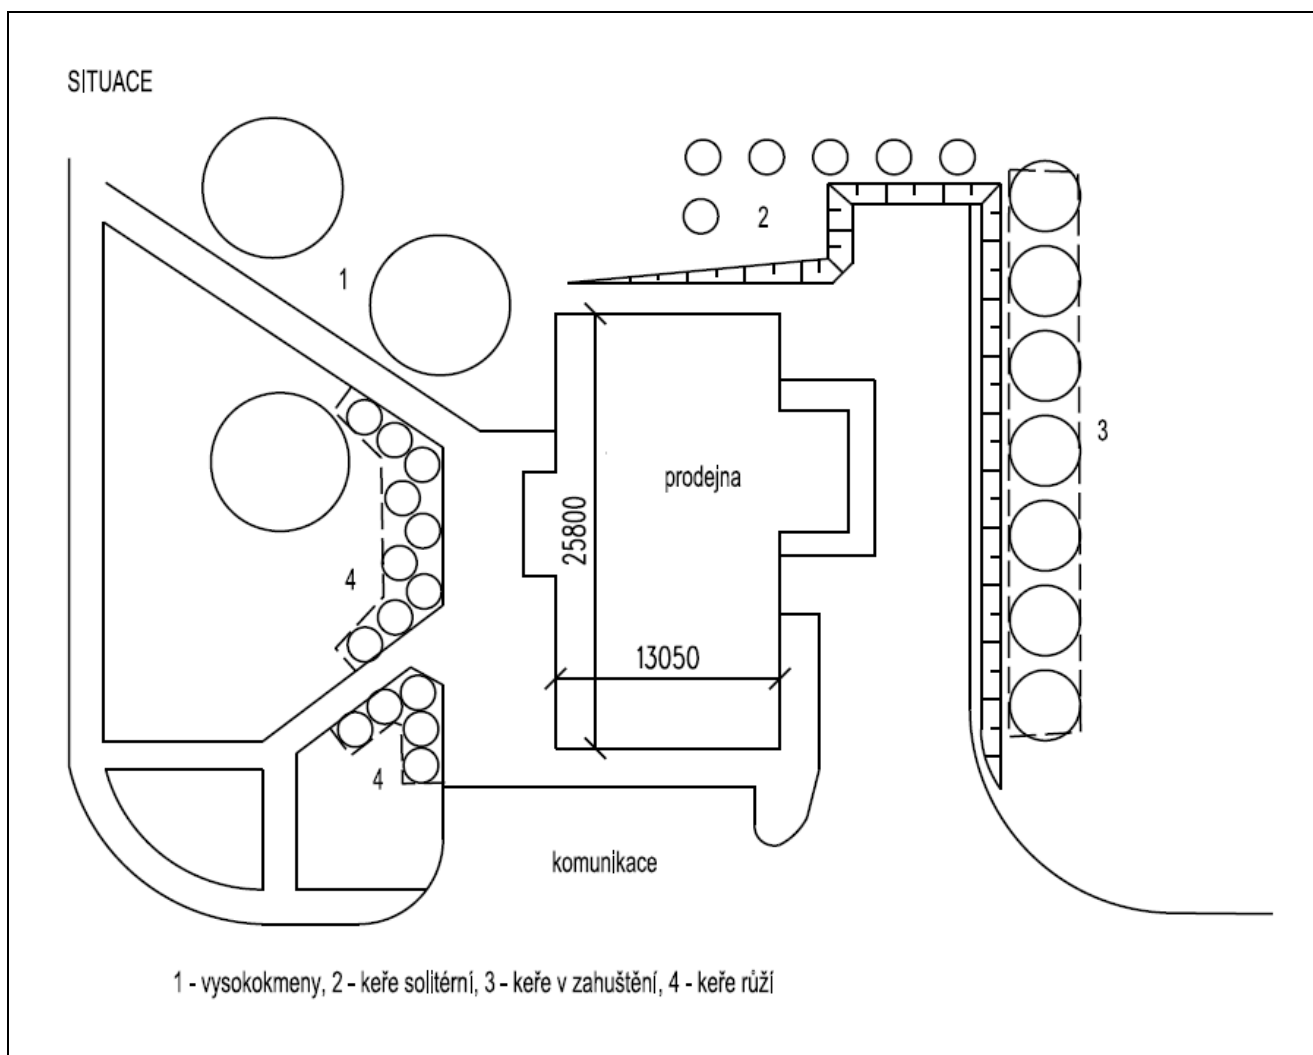 SITUACE
2
1
3
prodejna
25800
4
13050
4
komunikace
1 - vysokokmeny, 2 - keře solitérní, 3 - keře v zahuštění, 4 - keře růží